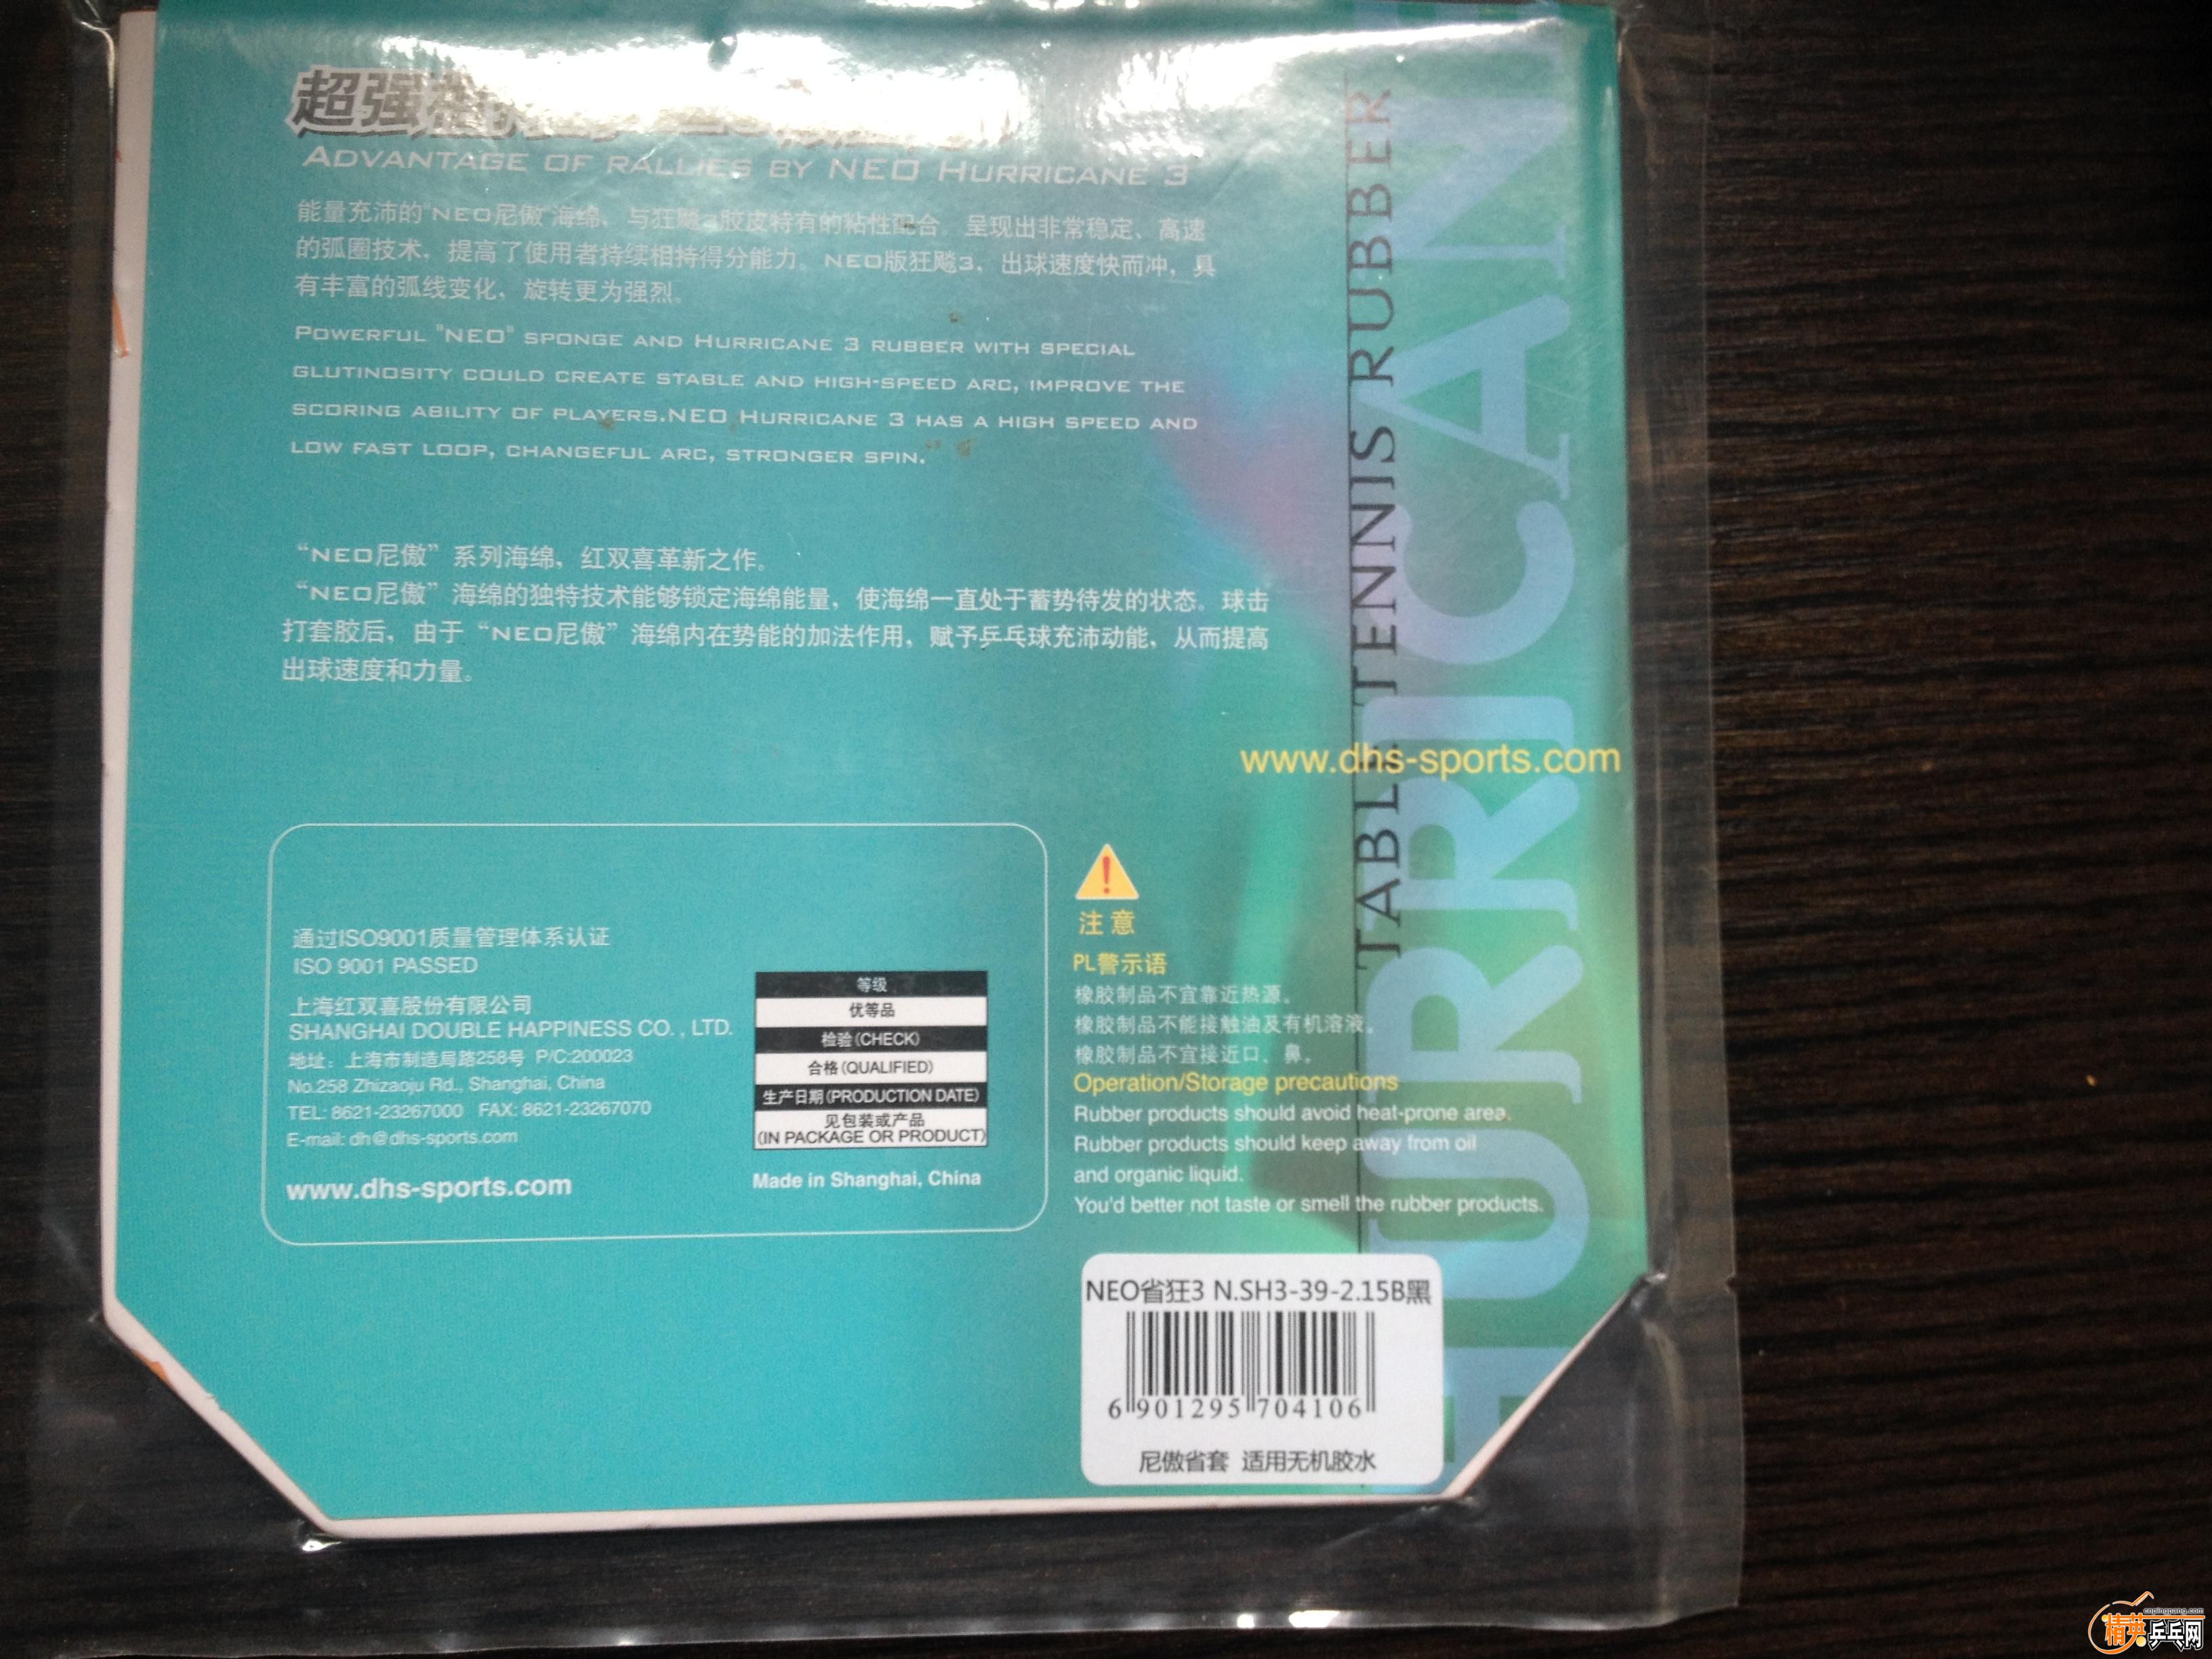 超强
ADVANTAGE OF RALLIES BY NEO HURRICANE 3
能量充沛的"NEO尼傲"海绵，与狂飚3胶皮特有的粘性配合。呈现出非常稳定、高速
的弧圈技术，提高了使用者持续相持得分能力。NEO版狂飚3，出球速度快而冲，具
有丰富的弧线变化，旋转更为强烈。
POWERFUL "NEO" SPONGE AND HURRICANE 3 RUBBER WITH SPECIAL
GLUTINOSITY COULD CREATE STABLE AND HIGH-SPEED ARC, IMPROVE THE
SCORING ABILITY OF PLAYERS.NEO HURRICANE 3 HAS A HIGH SPEED AND
LOW FAST LOOP, CHANGEFUL ARC, STRONGER SPIN.
“NEO尼傲”系列海绵，红双喜革新之作。
“NEO尼傲”海绵的独特技术能够锁定海绵能量，使海绵一直处于蓄势待发的状态。球击
打套胶后，由于“NEO尼傲”海绵内在势能的加法作用，赋予乒乓球充沛动能，从而提高
出球速度和力量。
TABLE TENNIS RUBBER
HURRICAN
www.dhs-sports.com
通过ISO9001质量管理体系认证
ISO 9001 PASSED
上海红双喜股份有限公司
SHANGHAI DOUBLE HAPPINESS CO. , LTD.
地址：上海市制造局路258号 P/C:200023
No.258 Zhizaoju Rd., Shanghai, China
TEL: 8621-23267000 FAX: 8621-23267070
E-mail: dh@dhs-sports.com
www.dhs-sports.com
等级
优等品
检验(CHECK)
合格(QUALIFIED)
生产日期(PRODUCTION DATE)
见包装或产品
(IN PACKAGE OR PRODUCT)
Made in Shanghai, China
注意
PL警示语
橡胶制品不宜靠近热源。
橡胶制品不能接触油及有机溶液。
橡胶制品不宜接近口、鼻。
Operation/Storage precautions
Rubber products should avoid heat-prone area.
Rubber products should keep away from oil
and organic liquid.
You'd better not taste or smell the rubber products.
NEO省狂3 N.SH3-39-2.15B黑
6 901295 704106
尼傲省套 适用无机胶水
精英乒乓网